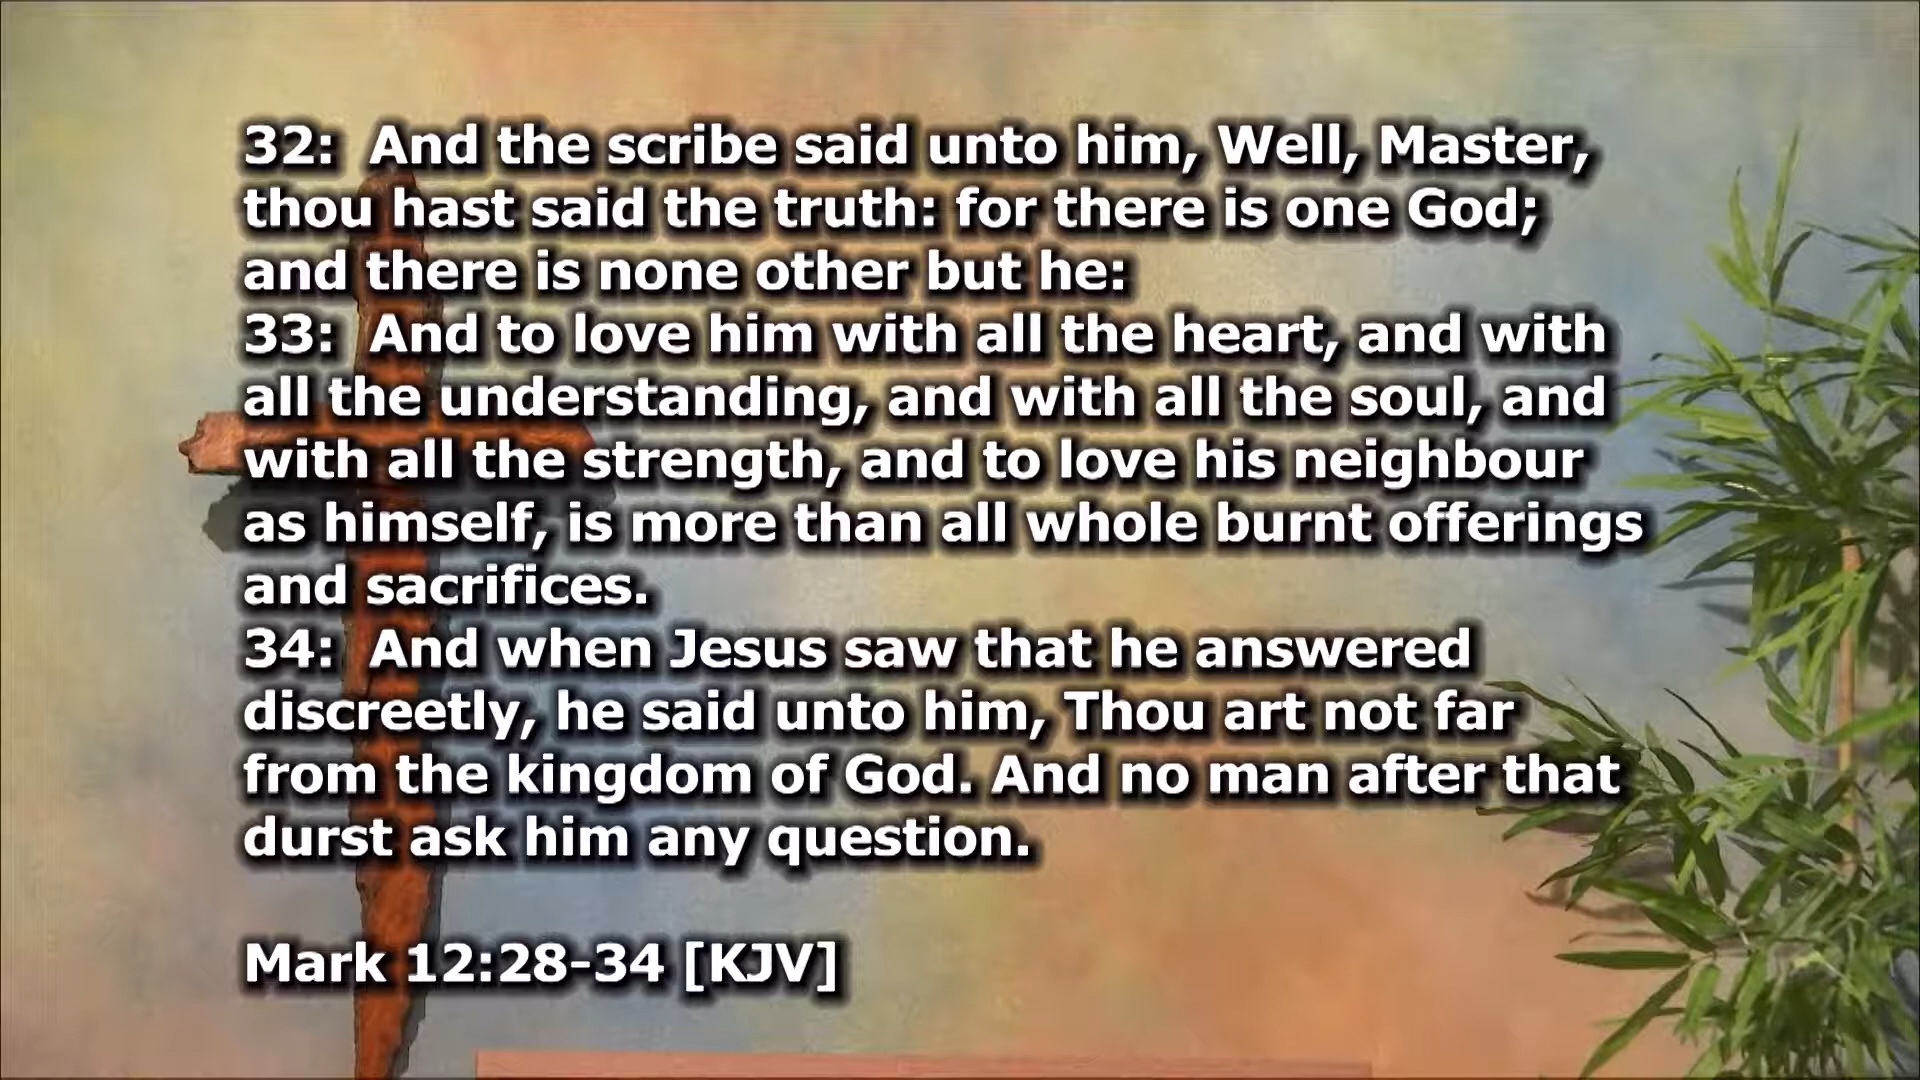 32:  And the scribe said unto him, Well, Master,
thou hast said the truth: for there is one God;
and there is none other but he:
33:  And to love him with all the heart, and with
all the understanding, and with all the soul, and
with all the strength, and to love his neighbour
as himself, is more than all whole burnt offerings
and sacrifices.
34:  And when Jesus saw that he answered
discreetly, he said unto him, Thou art not far
from the kingdom of God. And no man after that
durst ask him any question.
Mark 12:28-34 [KJV]